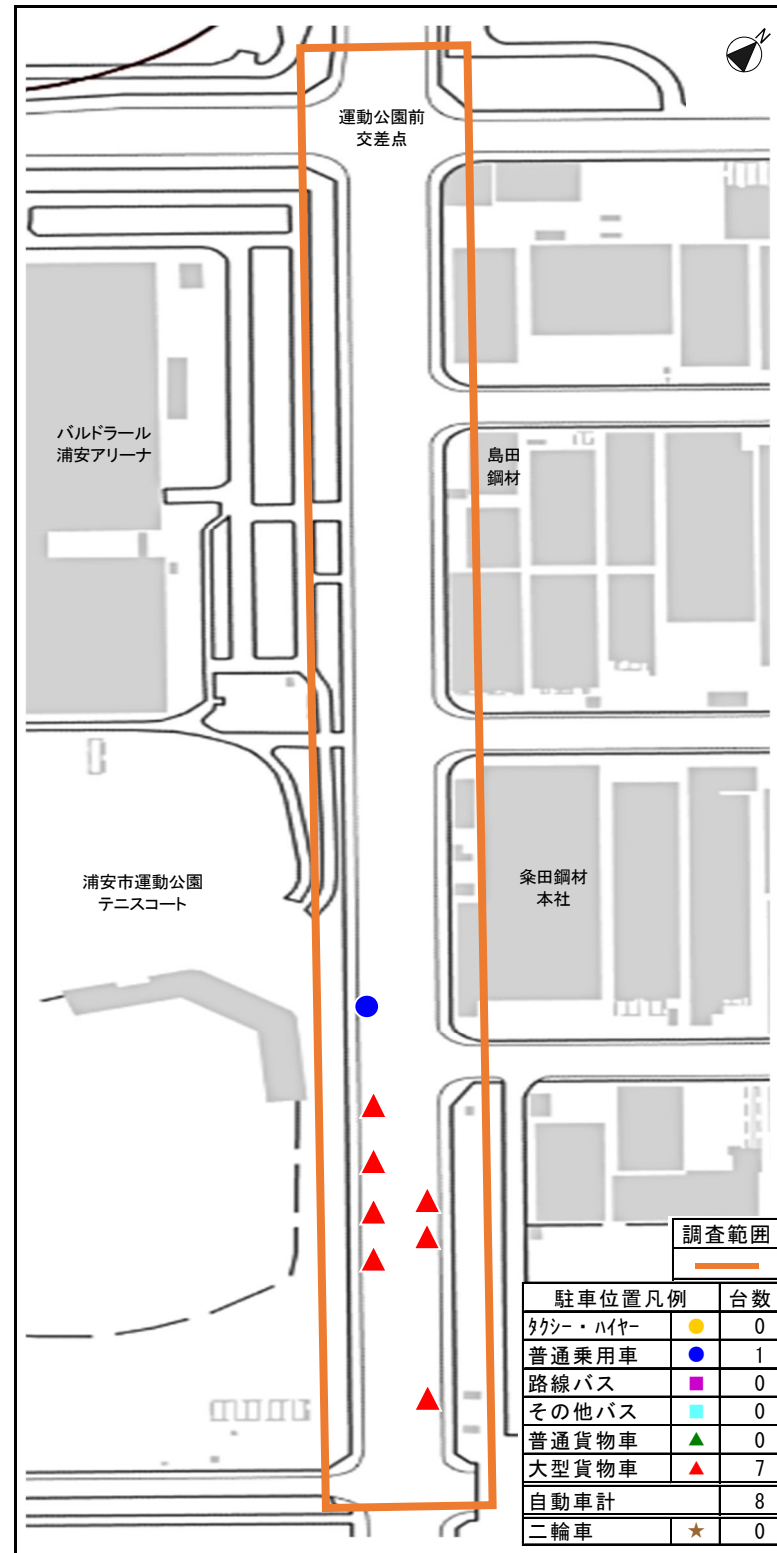 N
運動公園前
交差点
バルドラール
浦安アリーナ
島田
鋼材
浦安市運動公園
テニスコート
粂田鋼材
本社
調査範囲
駐車位置凡例 台数
ﾀｸｼｰ・ﾊｲﾔｰ ● 0
普通乗用車 ● 1
路線バス ■ 0
その他バス ■ 0
普通貨物車 ▲ 0
大型貨物車 ▲ 7
自動車計 8
二輪車 ★ 0